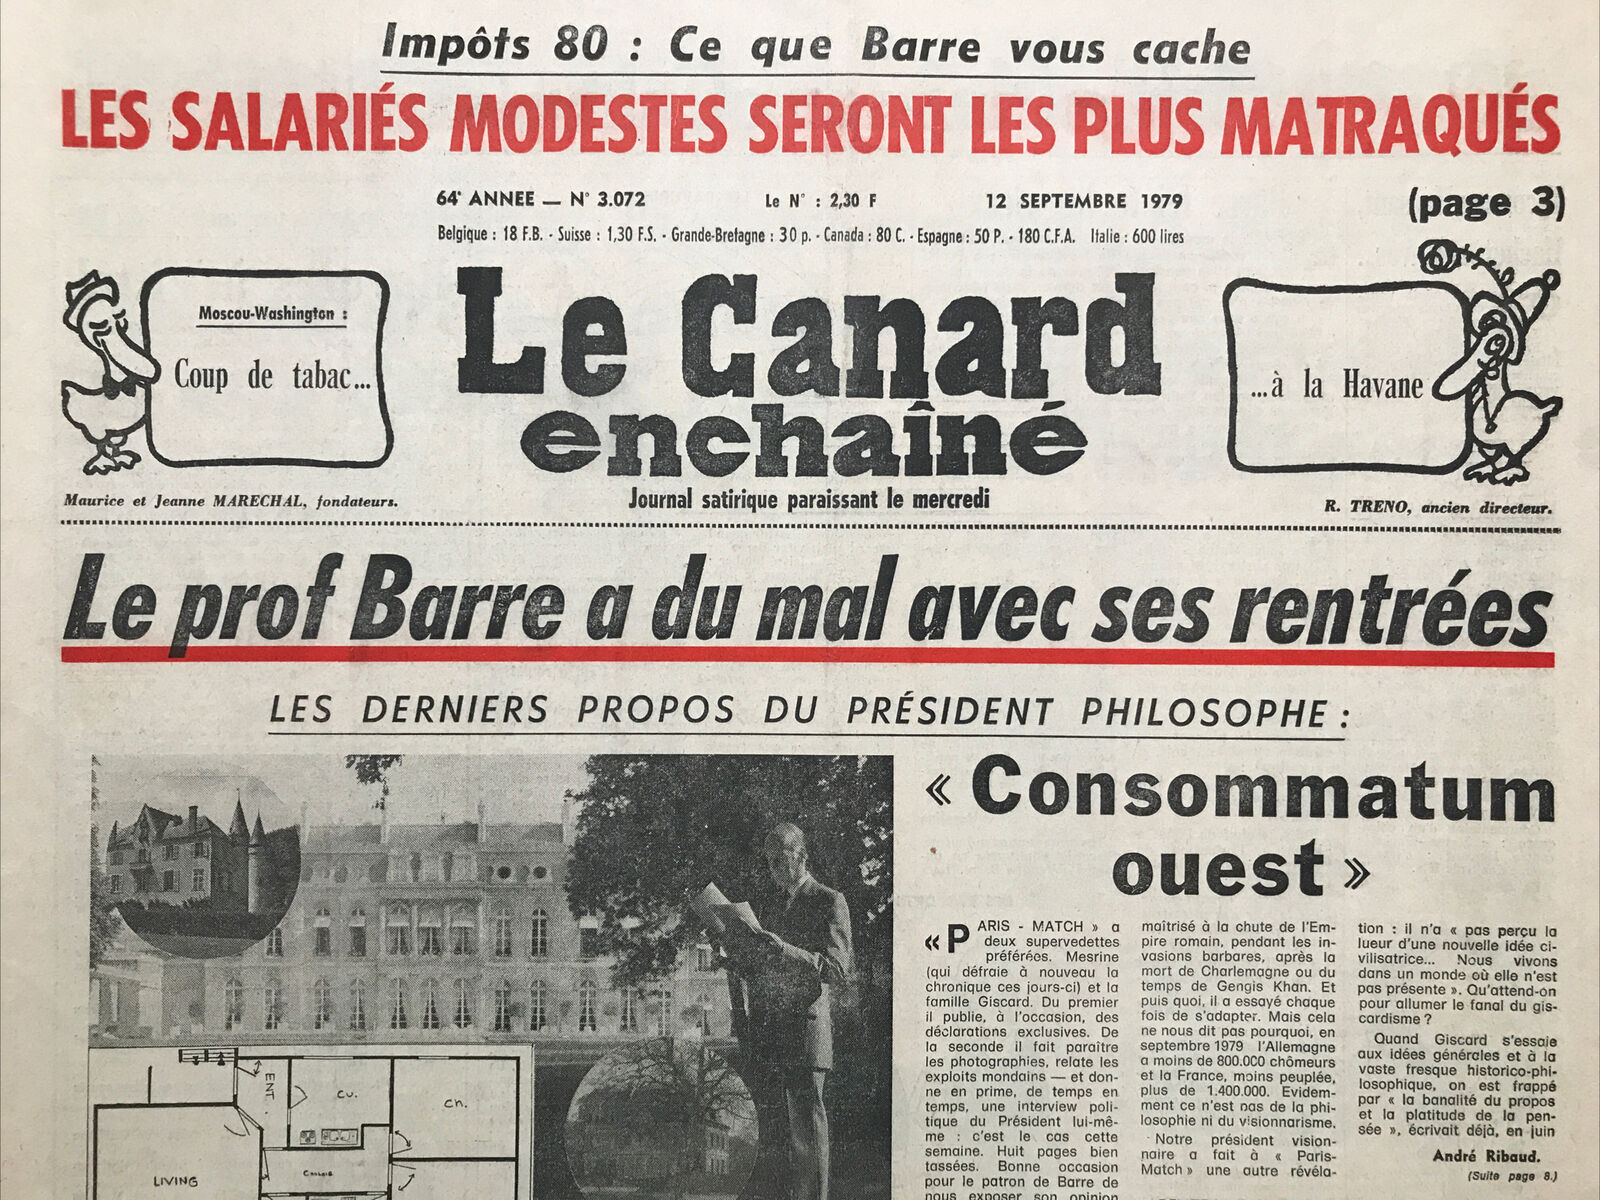 Impôts 80 : Ce que Barre vous cache
LES SALARIÉS MODESTES SERONT LES PLUS MATRAQUÉS
(page 3)
64e ANNEE — N° 3.072 Le N° : 2,30 F 12 SEPTEMBRE 1979
Belgique : 18 F.B. - Suisse : 1,30 F.S. - Grande-Bretagne : 30 p. - Canada : 80 C. - Espagne : 50 P. - 180 C.F.A. Italie : 600 lires
Moscou-Washington :
Coup de tabac...
Le Canard
enchaîné
...à la Havane
Maurice et Jeanne MARECHAL, fondateurs.
Journal satirique paraissant le mercredi
R. TRENO, ancien directeur.
Le prof Barre a du mal avec ses rentrées
LES DERNIERS PROPOS DU PRÉSIDENT PHILOSOPHE :
« Consommatum
ouest »
ENT.
CU.
Ch.
LIVING
« PARIS - MATCH » a
deux supervedettes
préférées. Mesrine
(qui défraie à nouveau la
chronique ces jours-ci) et la
famille Giscard. Du premier
il publie, à l'occasion, des
déclarations exclusives. De
la seconde il fait paraître
les photographies, relate les
exploits mondains — et don-
ne en prime, de temps en
temps, une interview poli-
tique du Président lui-mê-
me : c'est le cas cette
semaine. Huit pages bien
tassées. Bonne occasion
pour le patron de Barre de
nous exposer son opinion
maîtrisé à la chute de l'Em-
pire romain, pendant les in-
vasions barbares, après la
mort de Charlemagne ou du
temps de Gengis Khan. Et
puis quoi, il a essayé chaque
fois de s'adapter. Mais cela
ne nous dit pas pourquoi, en
septembre 1979 l'Allemagne
a moins de 800.000 chômeurs
et la France, moins peuplée,
plus de 1.400.000. Evidem-
ment ce n'est pas de la phi-
losophie ni du visionnarisme.
Notre président vision-
naire a fait à « Paris-
Match » une autre révéla-
tion : il n'a « pas perçu la
lueur d'une nouvelle idée ci-
vilisatrice... Nous vivons
dans un monde où elle n'est
pas présente ». Qu'attend-on
pour allumer le fanal du gis-
cardisme ?
Quand Giscard s'essaie
aux idées générales et à la
vaste fresque historico-phi-
losophique, on est frappé
par « la banalité du propos
et la platitude de la pen-
sée », écrivait déjà, en juin
André Ribaud.
(Suite page 8.)